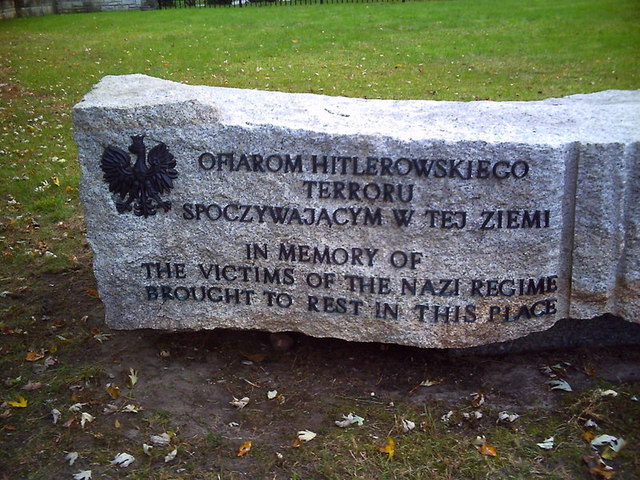 OFIAROM HITLEROWSKIEGO
TERRORU
SPOCZYWAJĄCYM W TEJ ZIEMI
IN MEMORY OF
THE VICTIMS OF THE NAZI REGIME
BROUGHT TO REST IN THIS PLACE